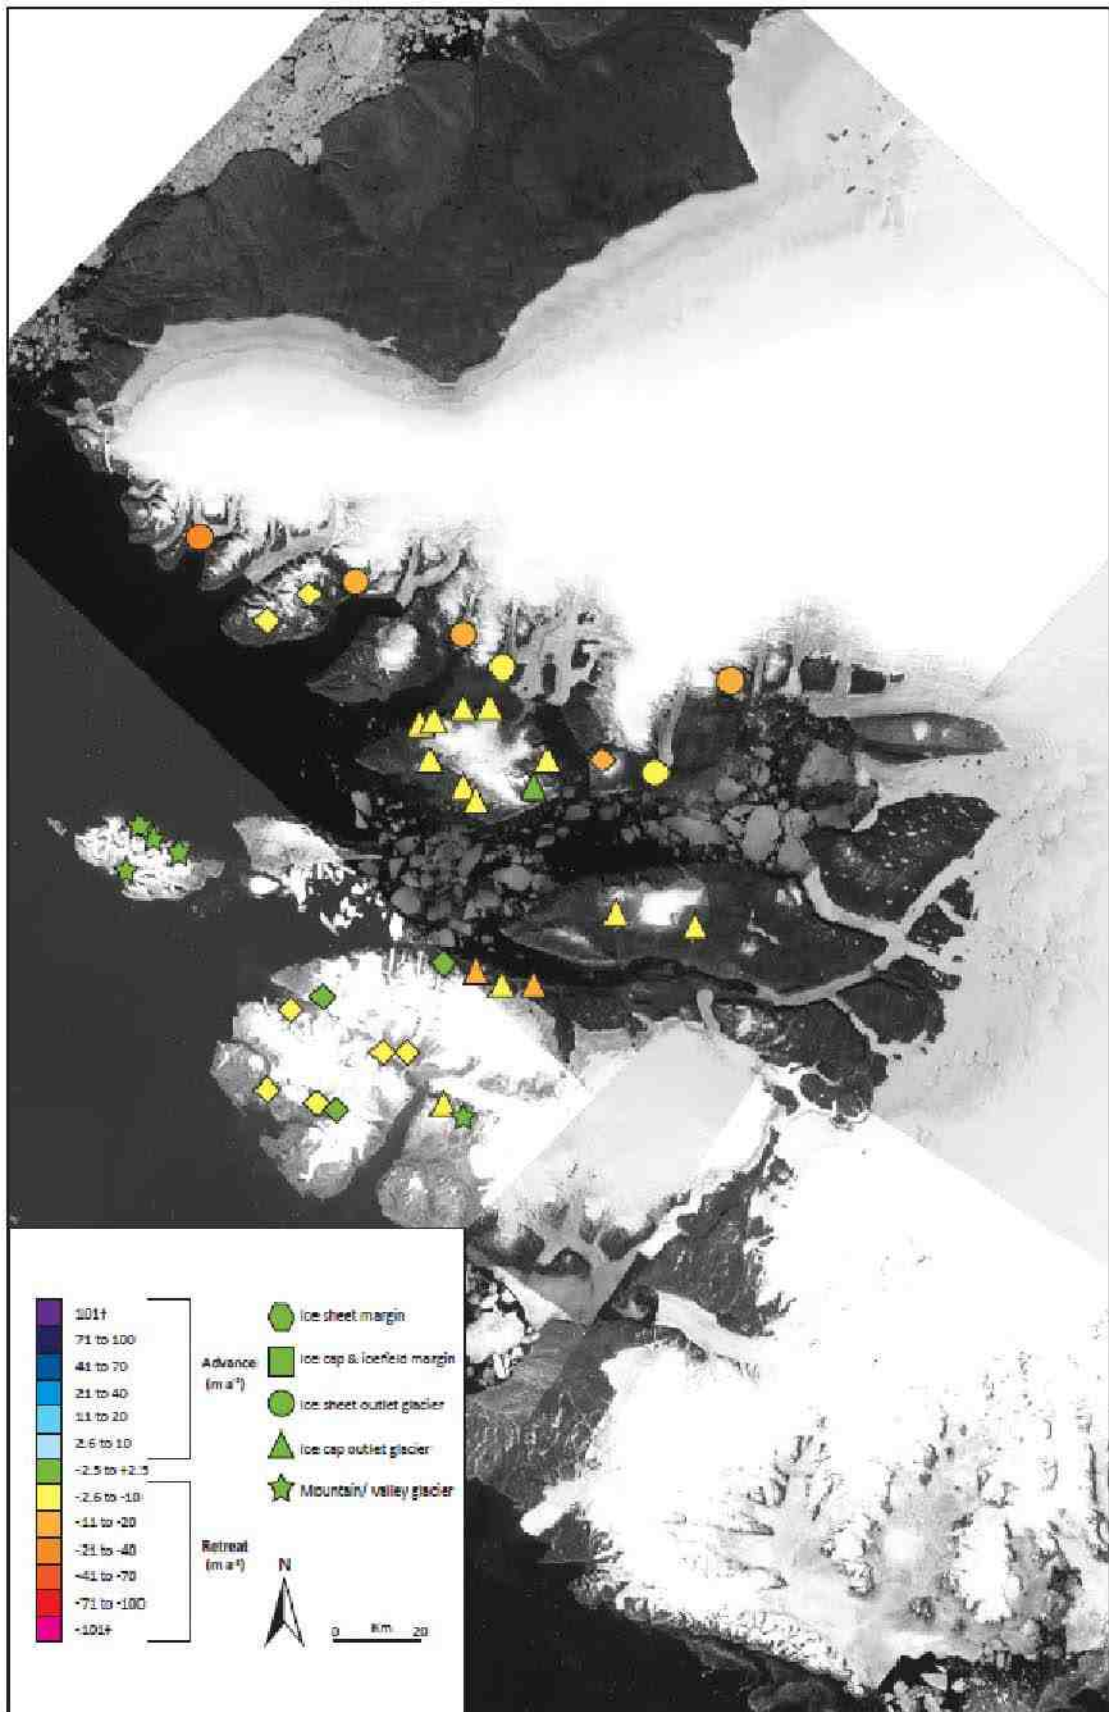 101+
71 to 100
41 to 70
21 to 40
11 to 20
2.6 to 10
-2.5 to +2.5
-2.6 to -10
-11 to -20
-21 to -40
-41 to -70
-71 to -100
-101+
Advance
(m a⁻¹)
Retreat
(m a⁻¹)
Ice sheet margin
Ice cap & icefield margin
Ice sheet outlet glacier
Ice cap outlet glacier
Mountain/ valley glacier
N
0 Km 20